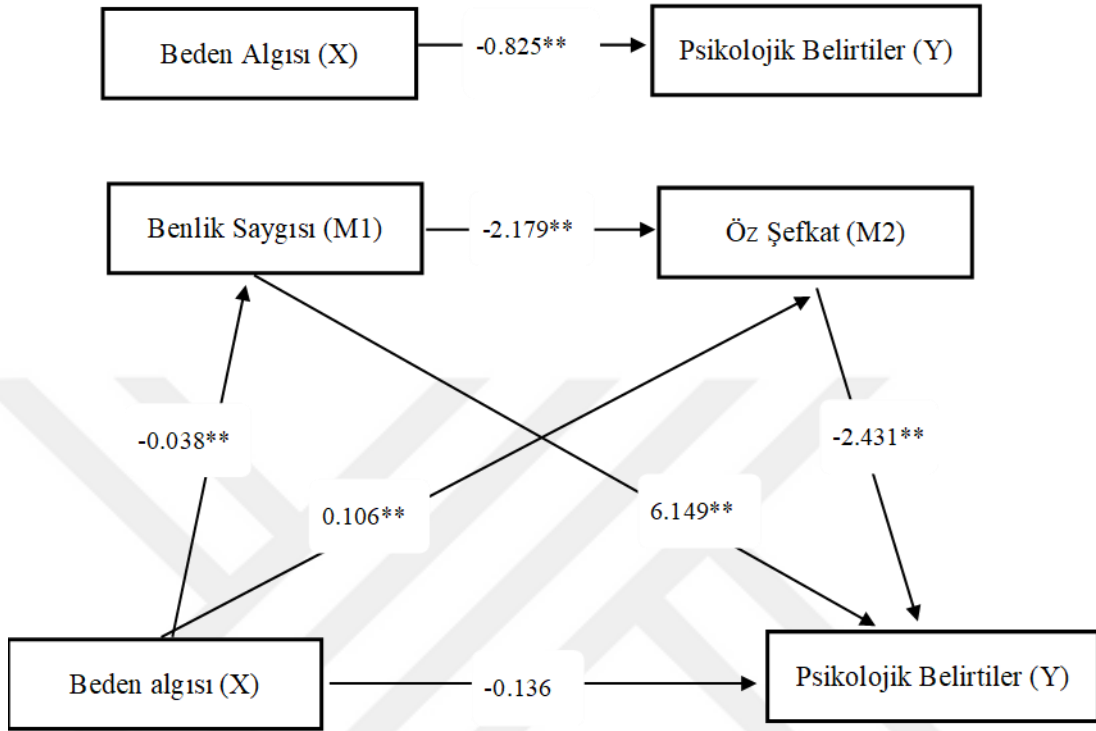 Beden Algısı (X)
-0.825**
Psikolojik Belirtiler (Y)
Benlik Saygısı (M1)
-2.179**
Öz Şefkat (M2)
-0.038**
-2.431**
0.106**
6.149**
Beden algısı (X)
-0.136
Psikolojik Belirtiler (Y)